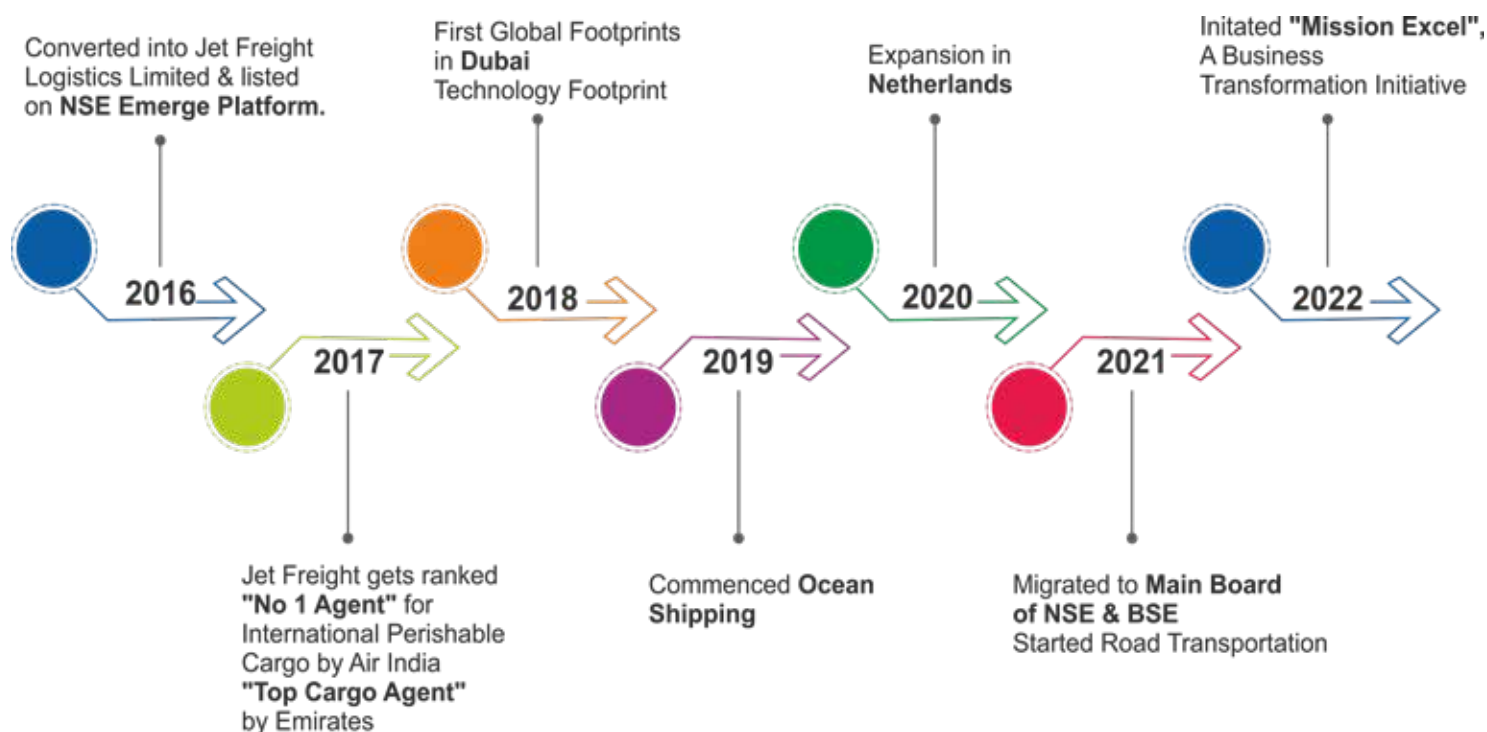 Converted into Jet Freight
Logistics Limited & listed
on NSE Emerge Platform.
2016
Jet Freight gets ranked
"No 1 Agent" for
International Perishable
Cargo by Air India
"Top Cargo Agent"
by Emirates
2017
First Global Footprints
in Dubai
Technology Footprint
2018
Commenced Ocean
Shipping
2019
Expansion in
Netherlands
2020
Migrated to Main Board
of NSE & BSE
Started Road Transportation
2021
Initated "Mission Excel",
A Business
Transformation Initiative
2022